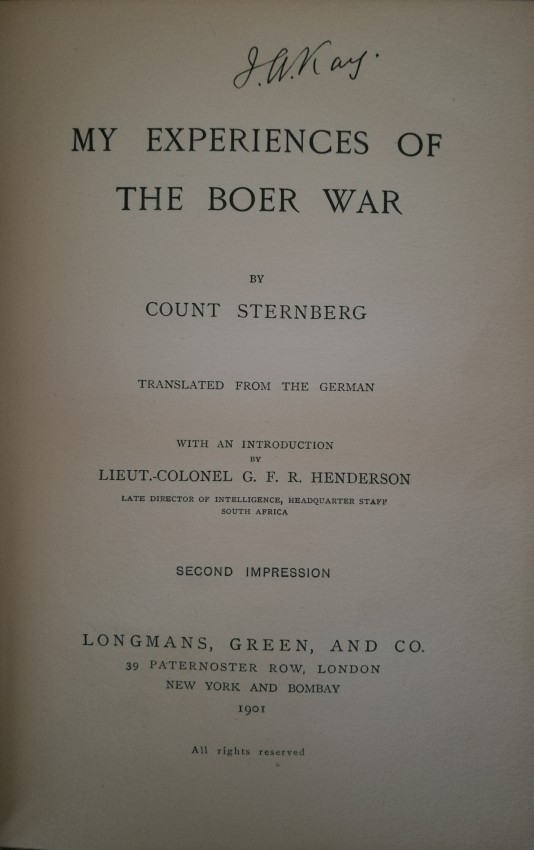 J. A. Kay.
MY EXPERIENCES OF
THE BOER WAR
BY
COUNT STERNBERG
TRANSLATED FROM THE GERMAN
WITH AN INTRODUCTION
BY
LIEUT.-COLONEL G. F. R. HENDERSON
LATE DIRECTOR OF INTELLIGENCE, HEADQUARTER STAFF
SOUTH AFRICA
SECOND IMPRESSION
LONGMANS, GREEN, AND CO.
39 PATERNOSTER ROW, LONDON
NEW YORK AND BOMBAY
1901
All rights reserved